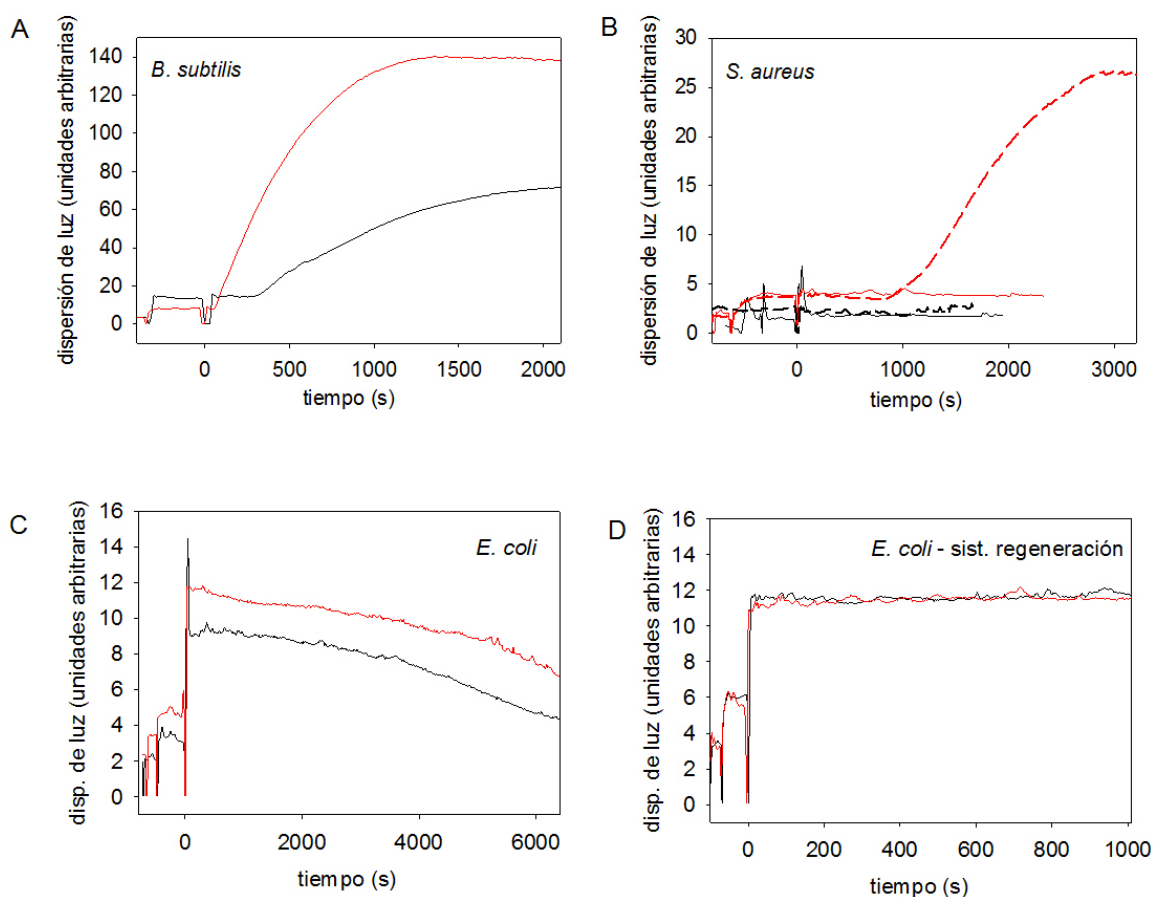 A
dispersión de luz (unidades arbitrarias)
B. subtilis
140
120
100
80
60
40
20
0
0 500 1000 1500 2000
tiempo (s)
B
dispersión de luz (unidades arbitrarias)
S. aureus
30
25
20
15
10
5
0
0 1000 2000 3000
tiempo (s)
C
disp. de luz (unidades arbitrarias)
E. coli
16
14
12
10
8
6
4
2
0
0 2000 4000 6000
tiempo (s)
D
disp. de luz (unidades arbitrarias)
E. coli - sist. regeneración
16
14
12
10
8
6
4
2
0
0 200 400 600 800 1000
tiempo (s)